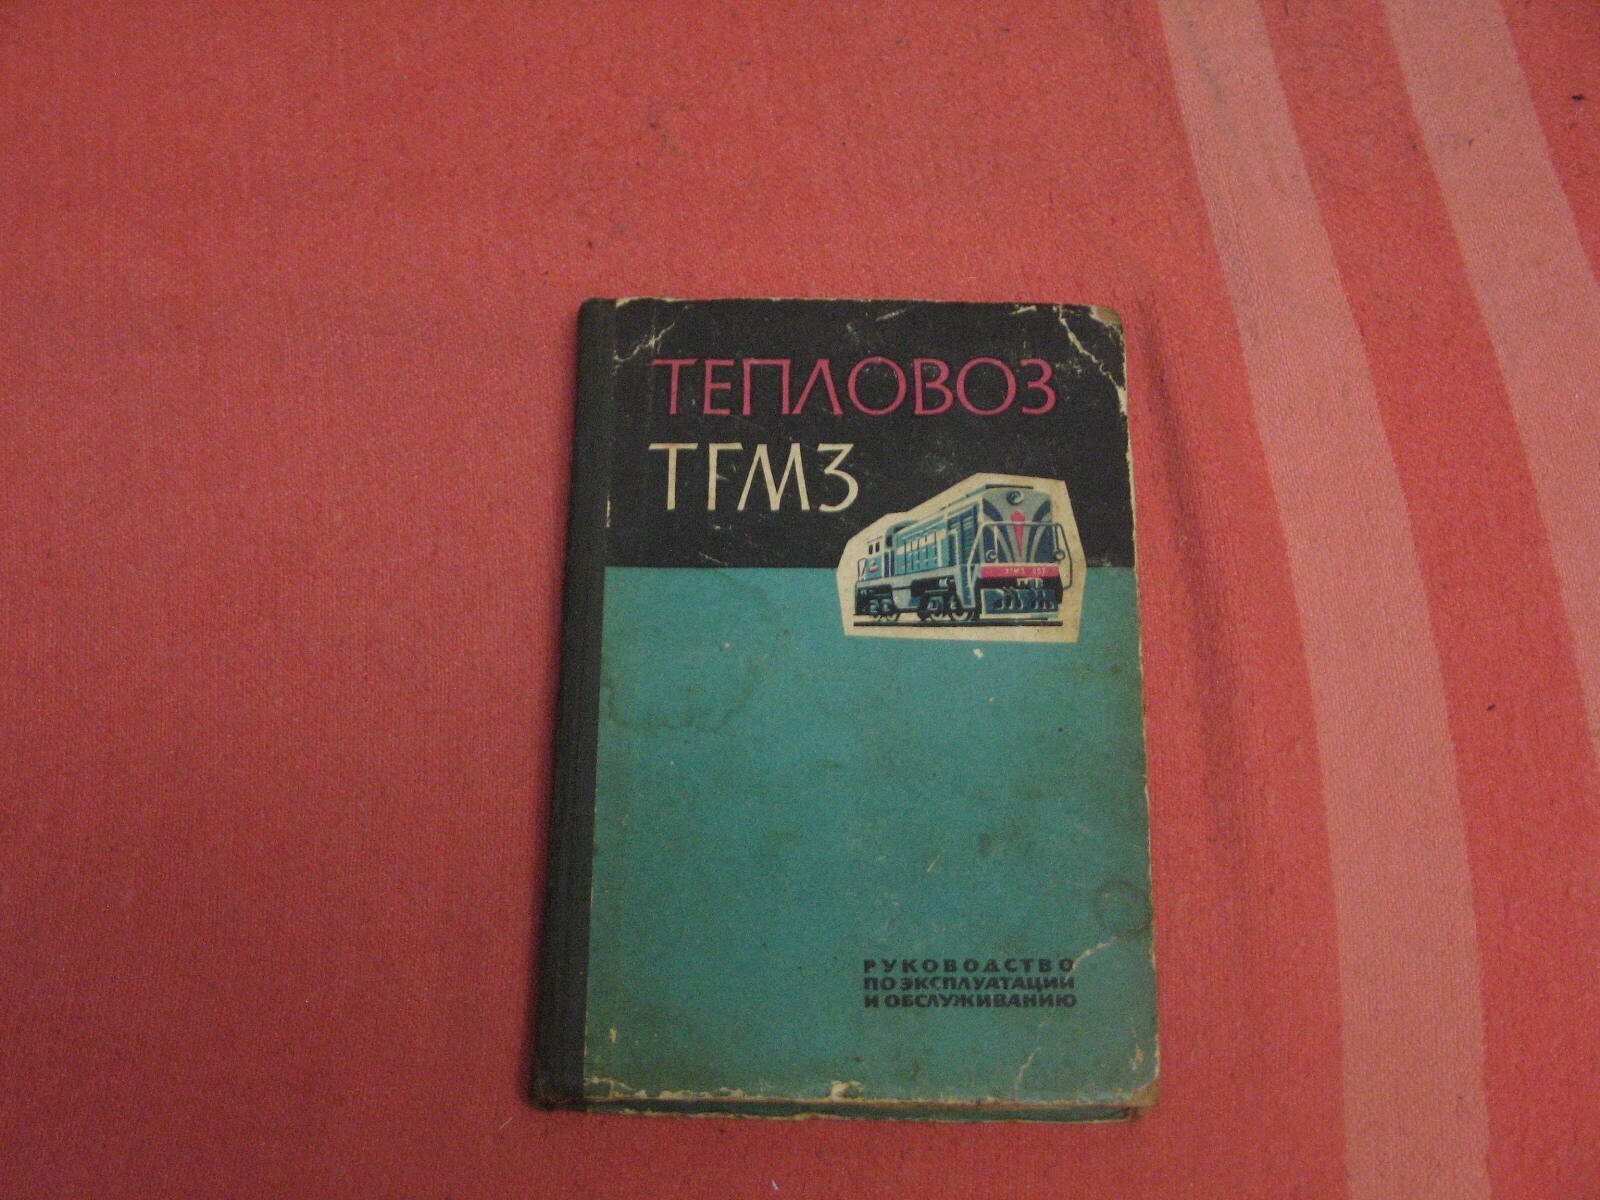 ТЕПЛОВОЗ
ТГМ3
РУКОВОДСТВО
ПО ЭКСПЛУАТАЦИИ
И ОБСЛУЖИВАНИЮ